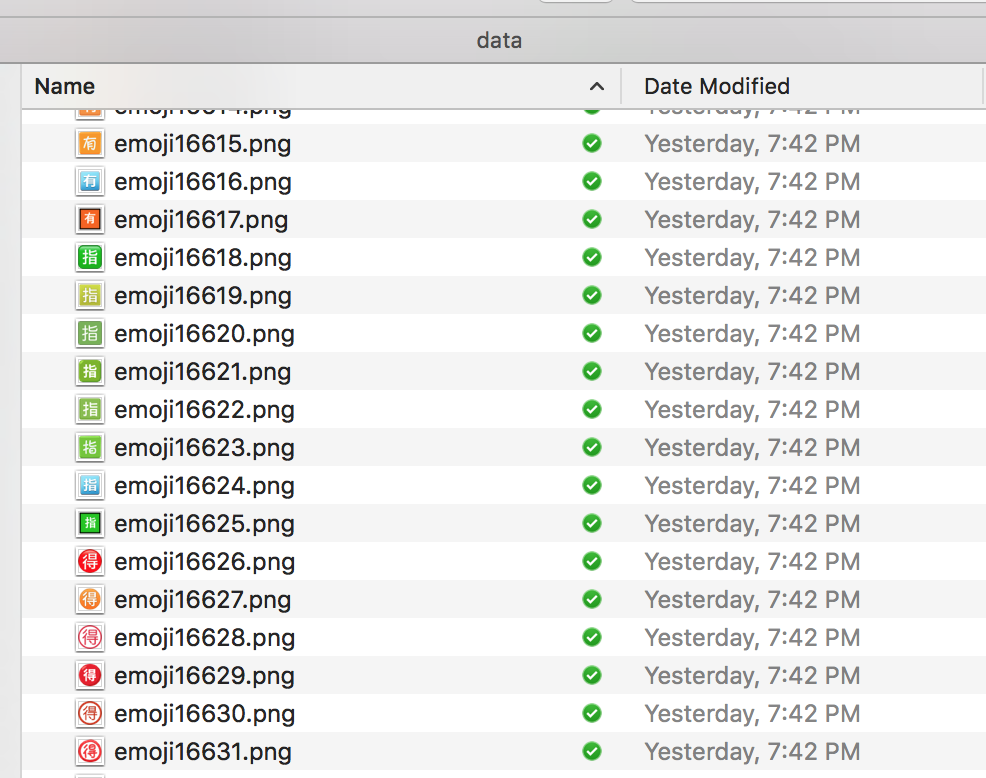 data
Name Date Modified
emoji16614.png Yesterday, 7:42 PM
有 emoji16615.png Yesterday, 7:42 PM
有 emoji16616.png Yesterday, 7:42 PM
有 emoji16617.png Yesterday, 7:42 PM
指 emoji16618.png Yesterday, 7:42 PM
指 emoji16619.png Yesterday, 7:42 PM
指 emoji16620.png Yesterday, 7:42 PM
指 emoji16621.png Yesterday, 7:42 PM
指 emoji16622.png Yesterday, 7:42 PM
指 emoji16623.png Yesterday, 7:42 PM
指 emoji16624.png Yesterday, 7:42 PM
指 emoji16625.png Yesterday, 7:42 PM
得 emoji16626.png Yesterday, 7:42 PM
得 emoji16627.png Yesterday, 7:42 PM
得 emoji16628.png Yesterday, 7:42 PM
得 emoji16629.png Yesterday, 7:42 PM
得 emoji16630.png Yesterday, 7:42 PM
得 emoji16631.png Yesterday, 7:42 PM